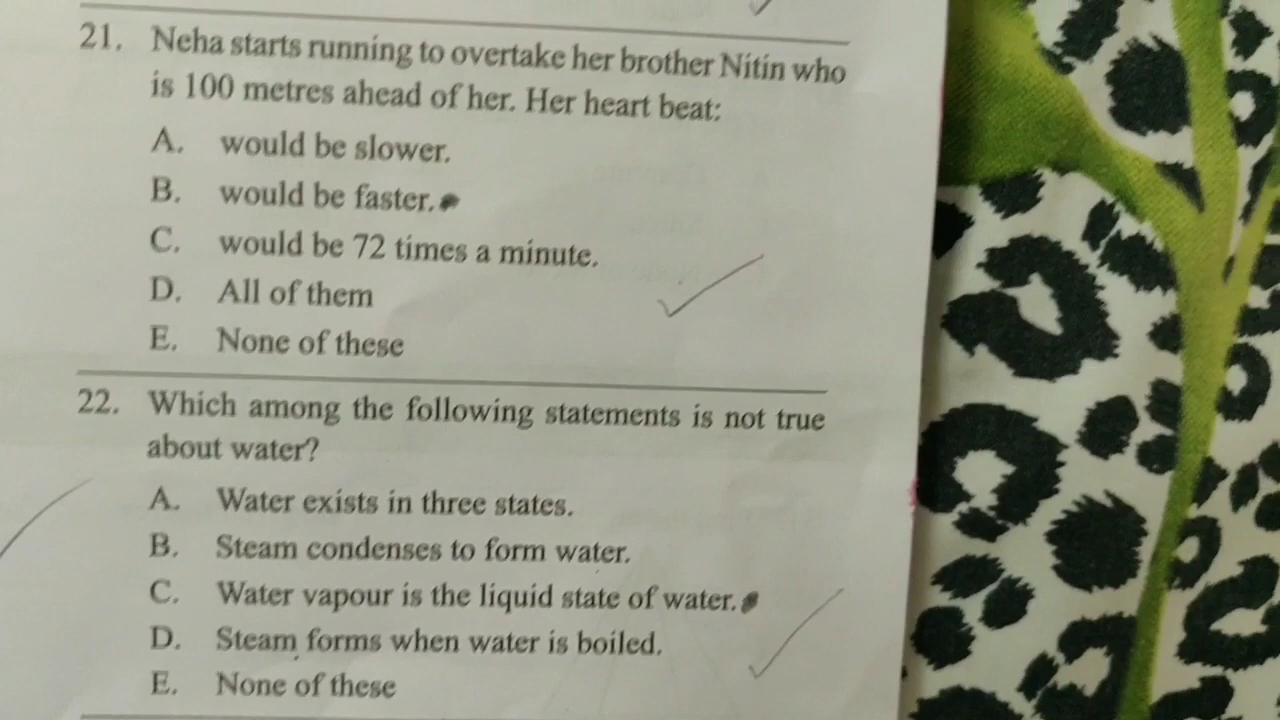 21. Neha starts running to overtake her brother Nitin who
is 100 metres ahead of her. Her heart beat:
A. would be slower.
B. would be faster.
C. would be 72 times a minute.
D. All of them
E. None of these
22. Which among the following statements is not true
about water?
A. Water exists in three states.
B. Steam condenses to form water.
C. Water vapour is the liquid state of water.
D. Steam forms when water is boiled.
E. None of these